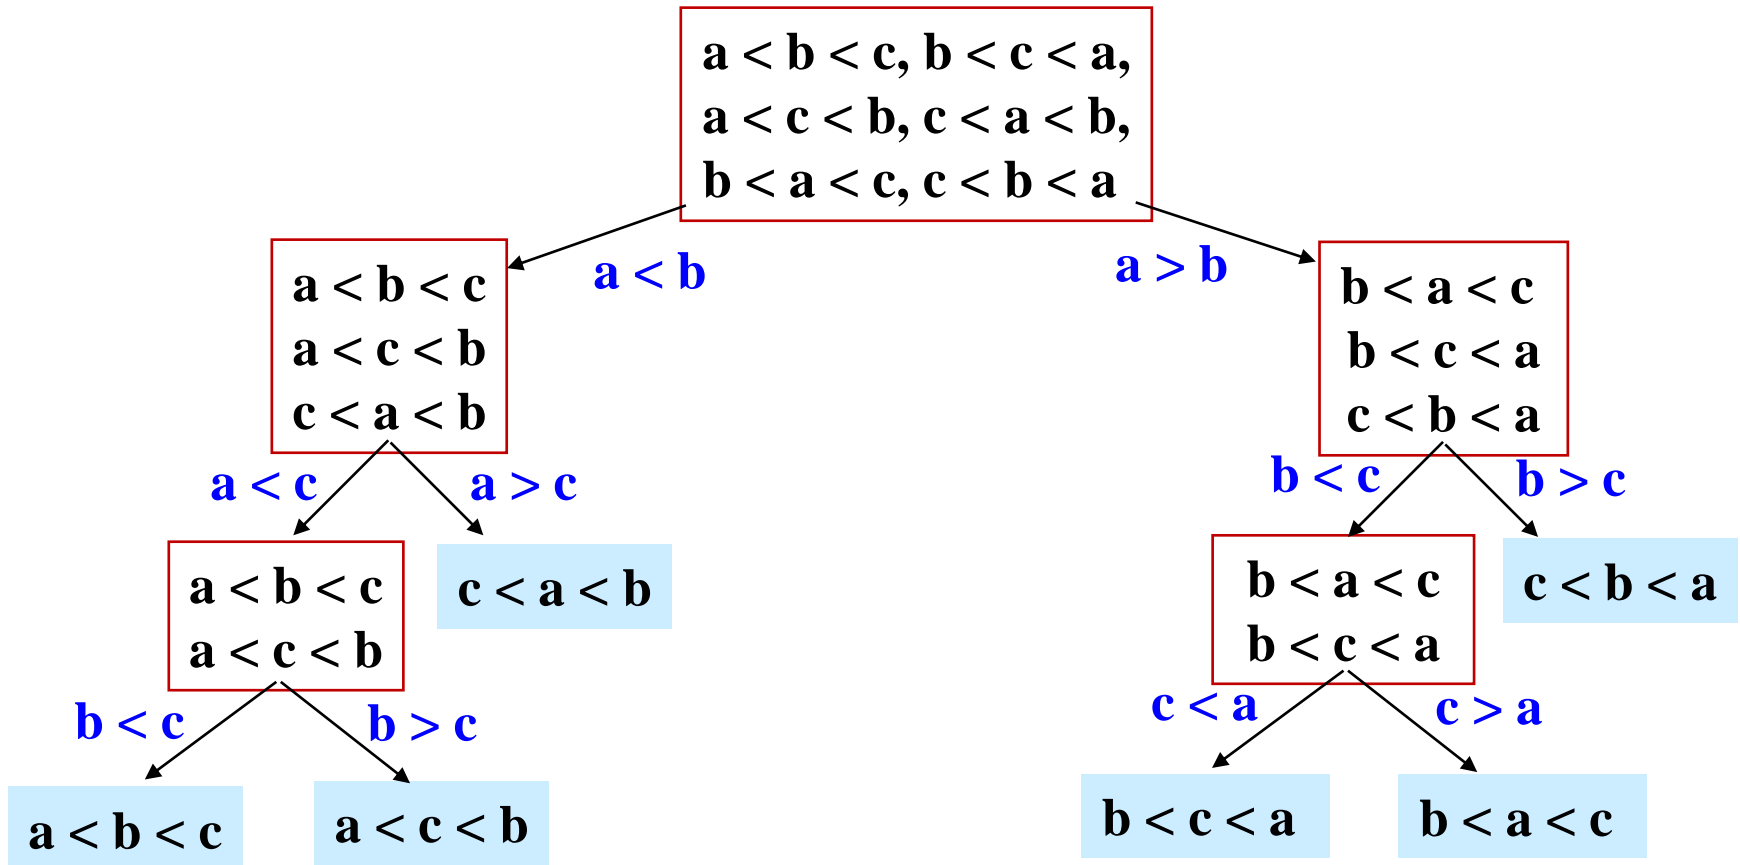 a < b < c, b < c < a,
a < c < b, c < a < b,
b < a < c, c < b < a
a < b
a > b
a < b < c
a < c < b
c < a < b
b < a < c
b < c < a
c < b < a
a < c
a > c
b < c
b > c
a < b < c
a < c < b
c < a < b
b < a < c
b < c < a
c < b < a
b < c
b > c
c < a
c > a
a < b < c
a < c < b
b < c < a
b < a < c